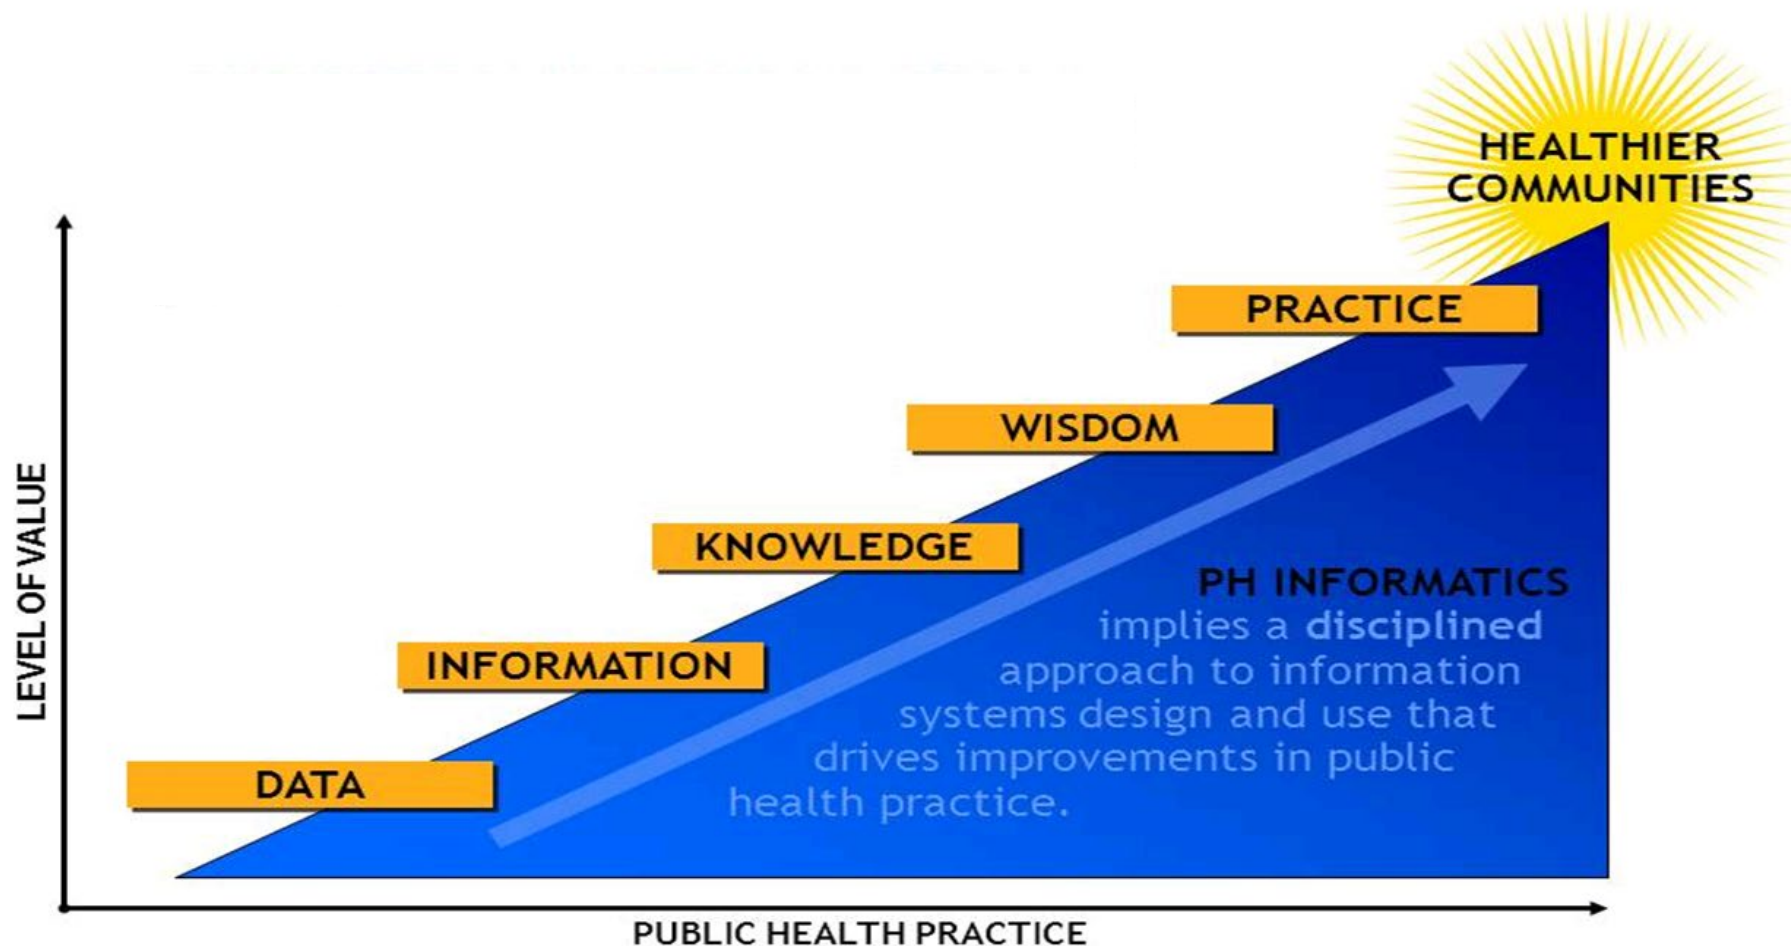 HEALTHIER
COMMUNITIES
PRACTICE
WISDOM
KNOWLEDGE
INFORMATION
DATA
LEVEL OF VALUE
PH INFORMATICS
implies a disciplined
approach to information
systems design and use that
drives improvements in public
health practice.
PUBLIC HEALTH PRACTICE